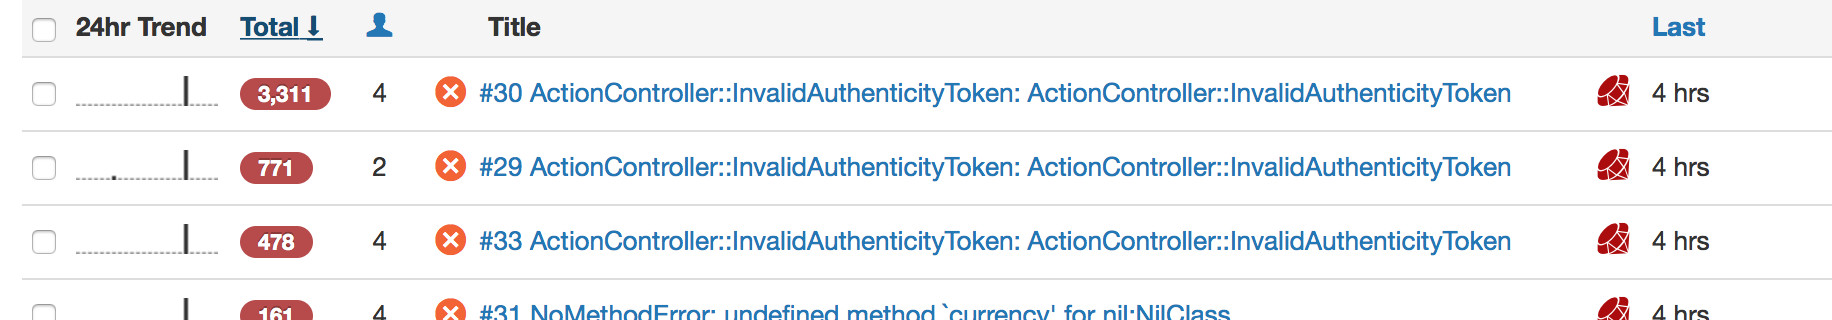 24hr Trend Total Title Last
3,311 4 #30 ActionController::InvalidAuthenticityToken: ActionController::InvalidAuthenticityToken 4 hrs
771 2 #29 ActionController::InvalidAuthenticityToken: ActionController::InvalidAuthenticityToken 4 hrs
478 4 #33 ActionController::InvalidAuthenticityToken: ActionController::InvalidAuthenticityToken 4 hrs
161 4 #31 NoMethodError: undefined method `currency' for nil:NilClass 4 hrs